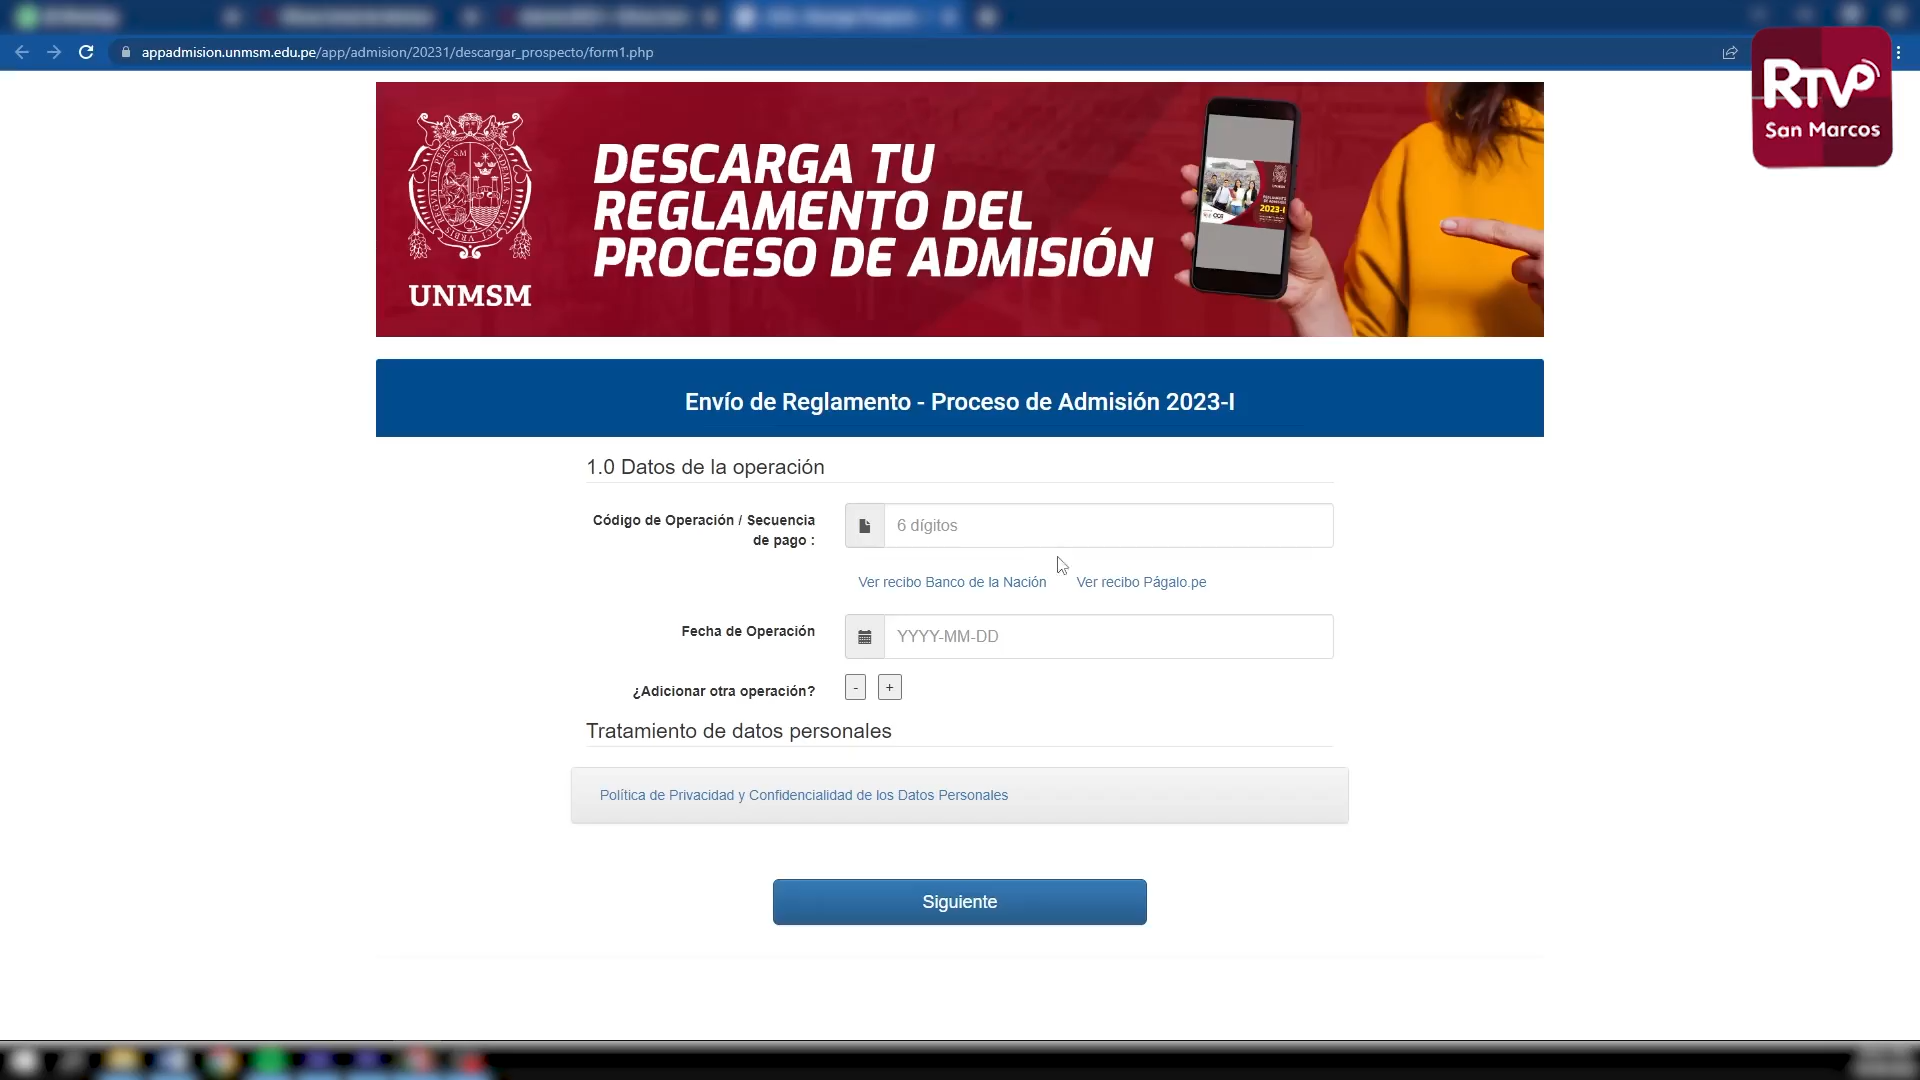 appadmision.unmsm.edu.pe/app/admision/20231/descargar_prospecto/form1.php
RTVP
San Marcos
DESCARGA TU
REGLAMENTO DEL
PROCESO DE ADMISIÓN
2023-I
UNMSM
Envío de Reglamento - Proceso de Admisión 2023-I
1.0 Datos de la operación
Código de Operación / Secuencia
de pago :
6 dígitos
Ver recibo Banco de la Nación Ver recibo Págalo.pe
Fecha de Operación
YYYY-MM-DD
¿Adicionar otra operación?
- +
Tratamiento de datos personales
Política de Privacidad y Confidencialidad de los Datos Personales
Siguiente